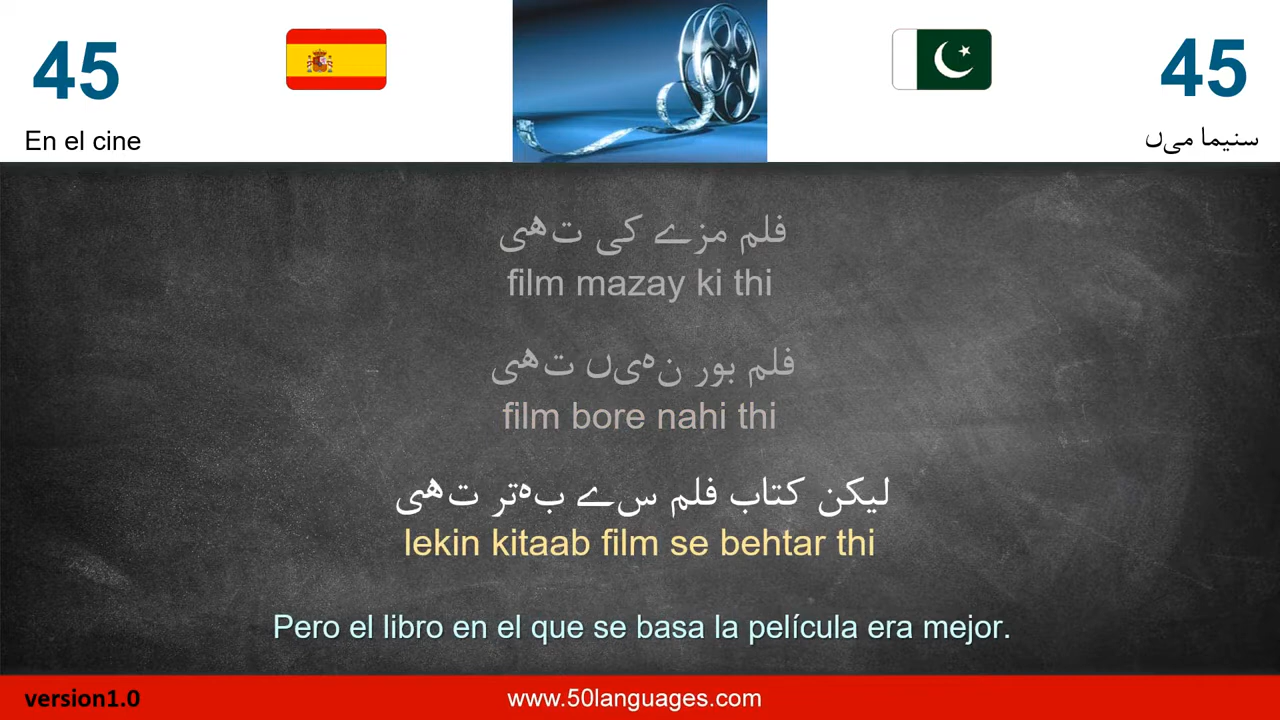 45
En el cine
45
سنیما میں
فلم مزے کی تھی
film mazay ki thi
فلم بور نہیں تھی
film bore nahi thi
لیکن کتاب فلم سے بہتر تھی
lekin kitaab film se behtar thi
Pero el libro en el que se basa la película era mejor.
version1.0
www.50languages.com